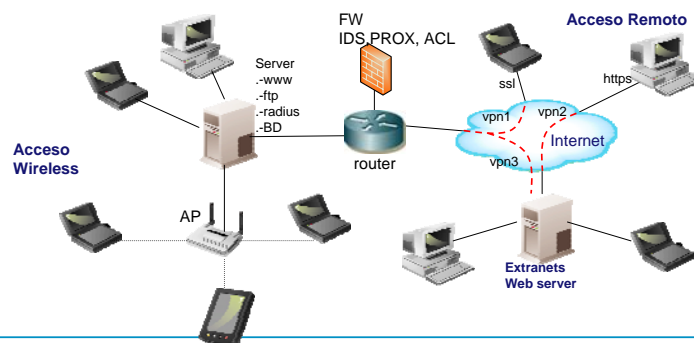 FW
IDS,PROX, ACL
Acceso Remoto
Server
.-www
.-ftp
.-radius
.-BD
ssl
https
vpn1
vpn2
Internet
vpn3
router
Acceso
Wireless
AP
Extranets
Web server